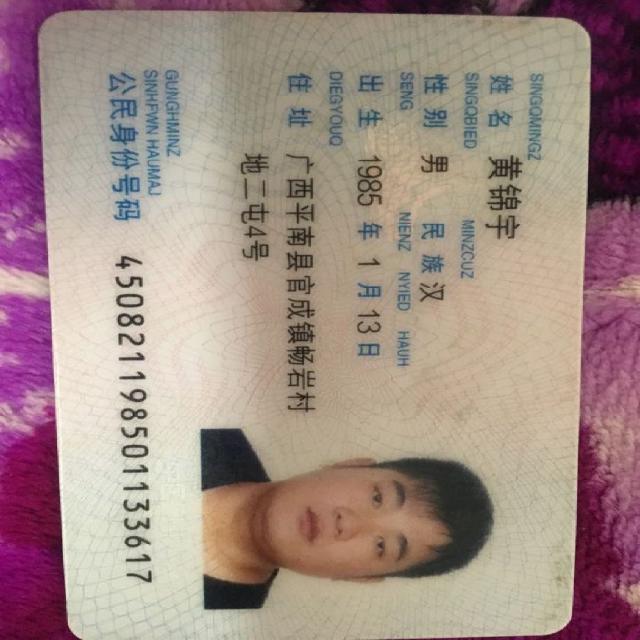 SINGQMINGZ
姓名 黄锦宇
SINGQBIED MINZCUZ
性别 男 民族 汉
SENG NIENZ NYIED HAUH
出生 1985 年 1 月 13 日
DIEGYOUQ
住址 广西平南县官成镇畅岩村
地二屯4号
GUNGHMINZ
SINHFWN HAUMAJ
公民身份号码 450821198501133617